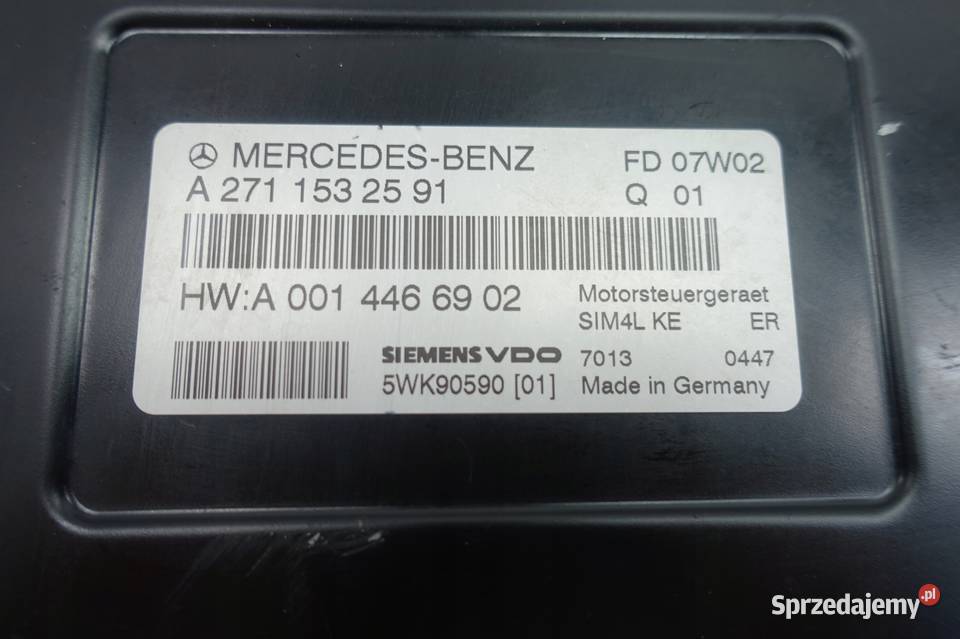 MERCEDES-BENZ FD 07W02
A 271 153 25 91 Q 01
HW:A 001 446 69 02 Motorsteuergeraet
SIM4L KE ER
SIEMENS VDO 7013 0447
5WK90590 [01] Made in Germany
Sprzedajemy.pl